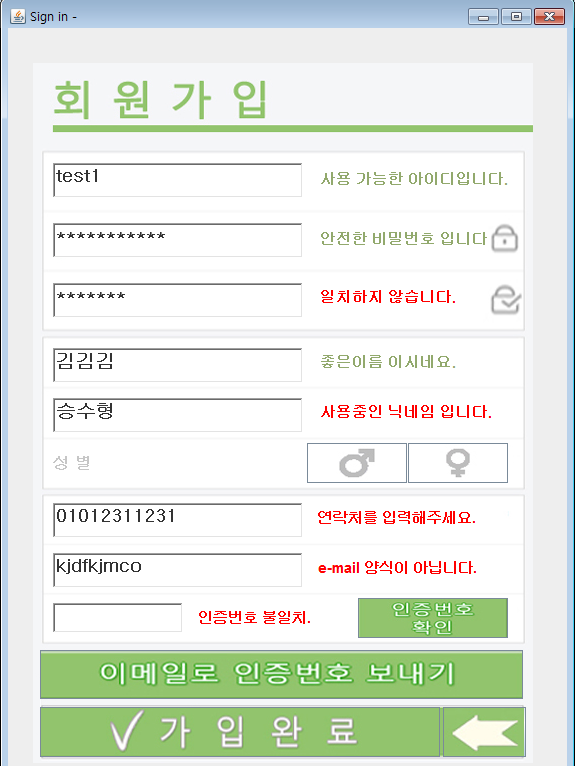 Sign in -
회 원 가 입
test1 사용 가능한 아이디입니다.
*********** 안전한 비밀번호 입니다
******* 일치하지 않습니다.
김김김 좋은이름 이시네요.
승수형 사용중인 닉네임 입니다.
성 별
01012311231 연락처를 입력해주세요.
kjdfkjmco e-mail 양식이 아닙니다.
인증번호 불일치. 인증번호
확인
이메일로 인증번호 보내기
가 입 완 료